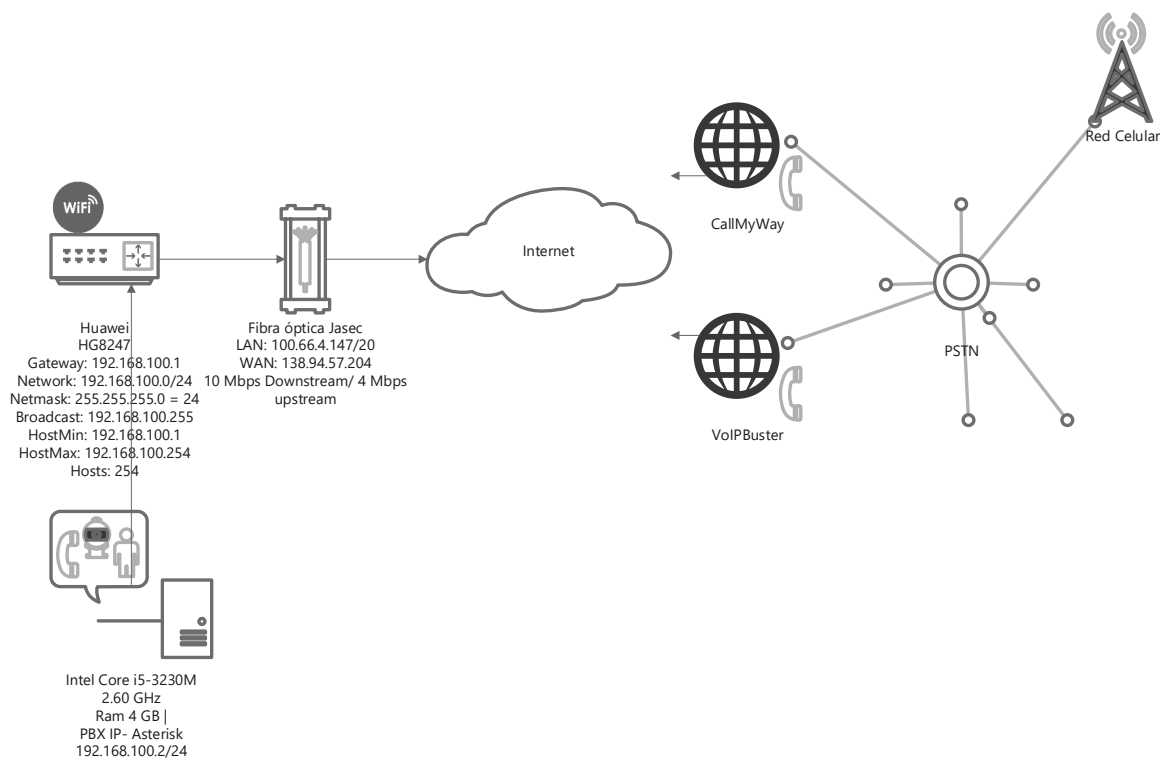 Red Celular
WiFi
CallMyWay
Internet
Huawei
HG8247
Gateway: 192.168.100.1
Network: 192.168.100.0/24
Netmask: 255.255.255.0 = 24
Broadcast: 192.168.100.255
HostMin: 192.168.100.1
HostMax: 192.168.100.254
Hosts: 254
Fibra óptica Jasec
LAN: 100.66.4.147/20
WAN: 138.94.57.204
10 Mbps Downstream/ 4 Mbps
upstream
PSTN
VoIPBuster
Intel Core i5-3230M
2.60 GHz
Ram 4 GB |
PBX IP- Asterisk
192.168.100.2/24